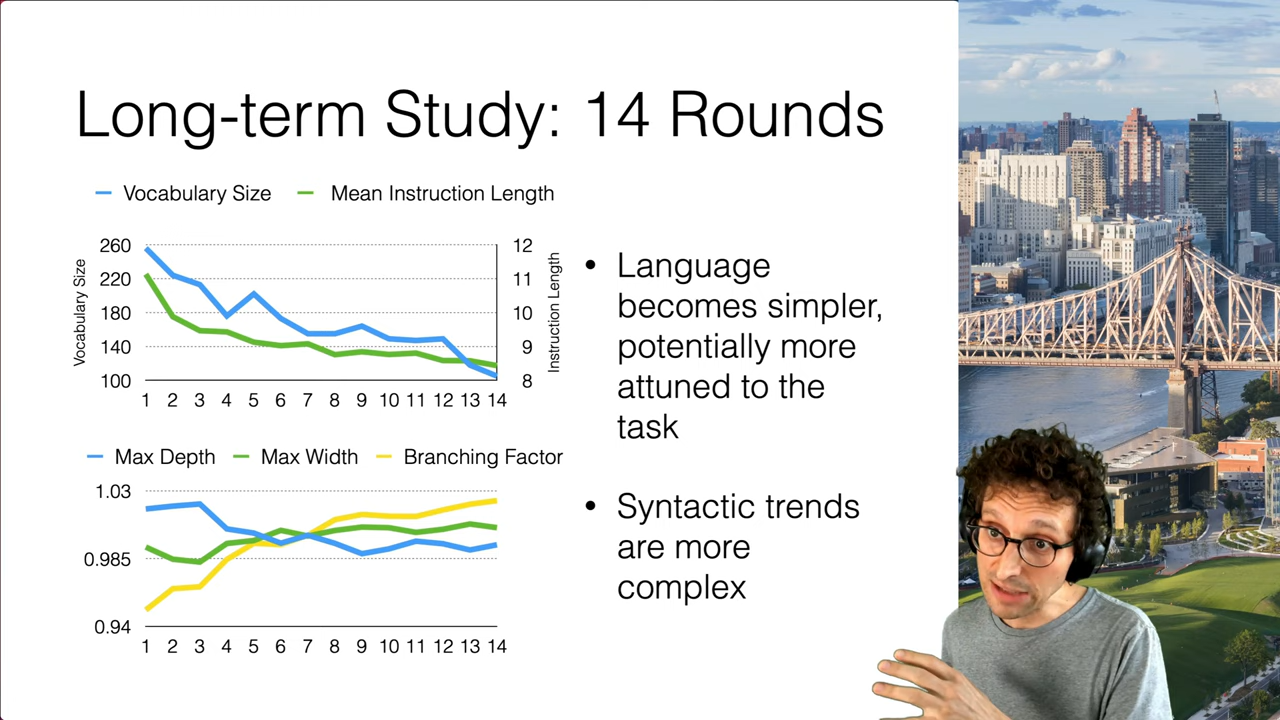 Long-term Study: 14 Rounds
Vocabulary Size
Mean Instruction Length
Vocabulary Size
260
220
180
140
100
12
11
10
9
8
Instruction Length
1 2 3 4 5 6 7 8 9 10 11 12 13 14
Max Depth
Max Width
Branching Factor
1.03
0.985
0.94
1 2 3 4 5 6 7 8 9 10 11 12 13 14
• Language
becomes simpler,
potentially more
attuned to the
task
• Syntactic trends
are more
complex